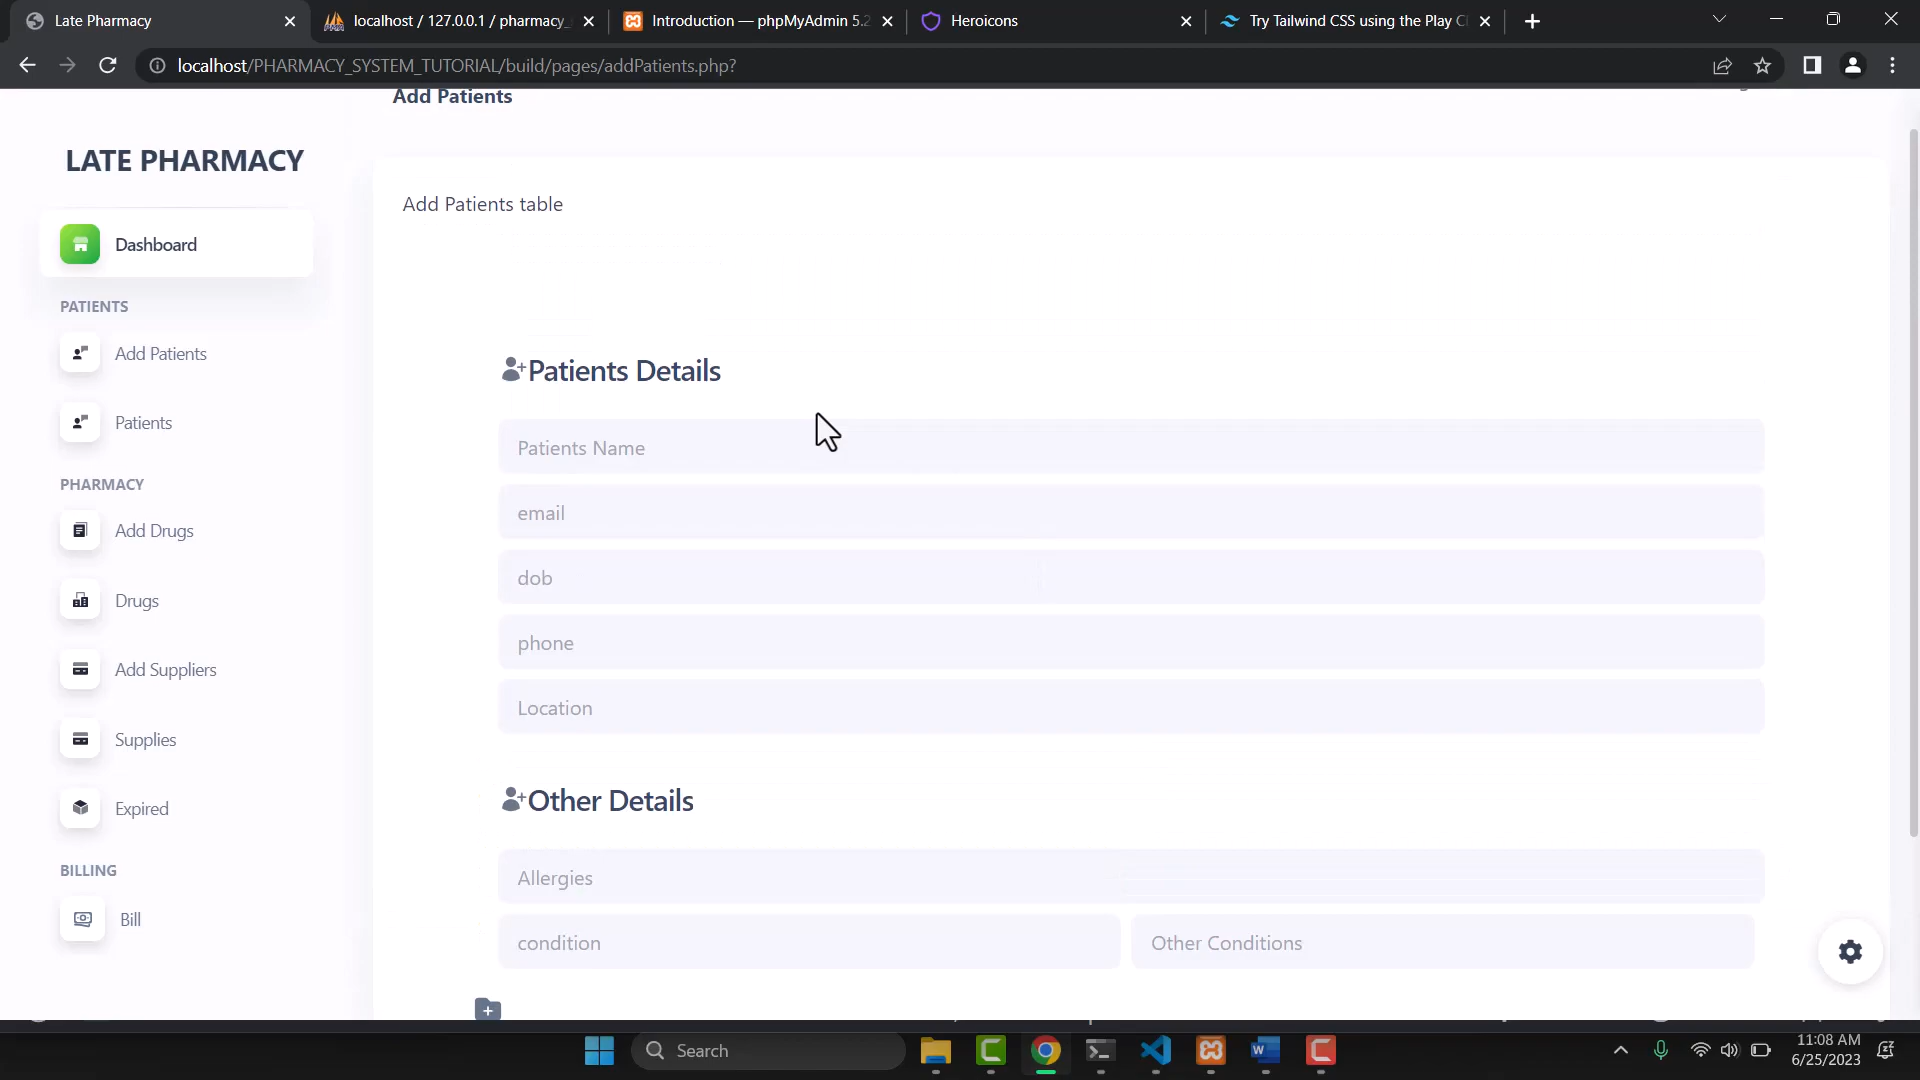 Late Pharmacy
localhost / 127.0.0.1 / pharmacy_
Introduction — phpMyAdmin 5.2
Heroicons
Try Tailwind CSS using the Play C
localhost/PHARMACY_SYSTEM_TUTORIAL/build/pages/addPatients.php?
Add Patients
LATE PHARMACY
Dashboard
PATIENTS
Add Patients
Patients
PHARMACY
Add Drugs
Drugs
Add Suppliers
Supplies
Expired
BILLING
Bill
Add Patients table
Patients Details
Patients Name
email
dob
phone
Location
Other Details
Allergies
condition
Other Conditions
Search
11:08 AM
6/25/2023